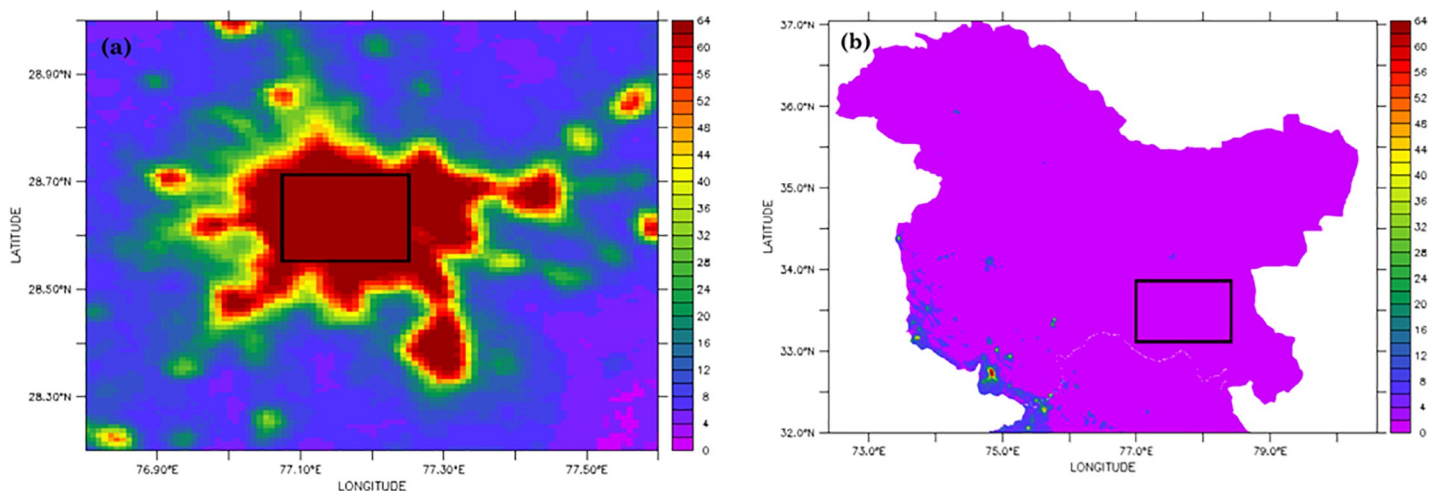 (a)
LATITUDE
28.90°N
28.70°N
28.50°N
28.30°N
76.90°E
77.10°E
77.30°E
77.50°E
LONGITUDE
64
60
56
52
48
44
40
36
32
28
24
20
16
12
8
4
0
(b)
LATITUDE
37.0°N
36.0°N
35.0°N
34.0°N
33.0°N
32.0°N
73.0°E
75.0°E
77.0°E
79.0°E
LONGITUDE
64
60
56
52
48
44
40
36
32
28
24
20
16
12
8
4
0